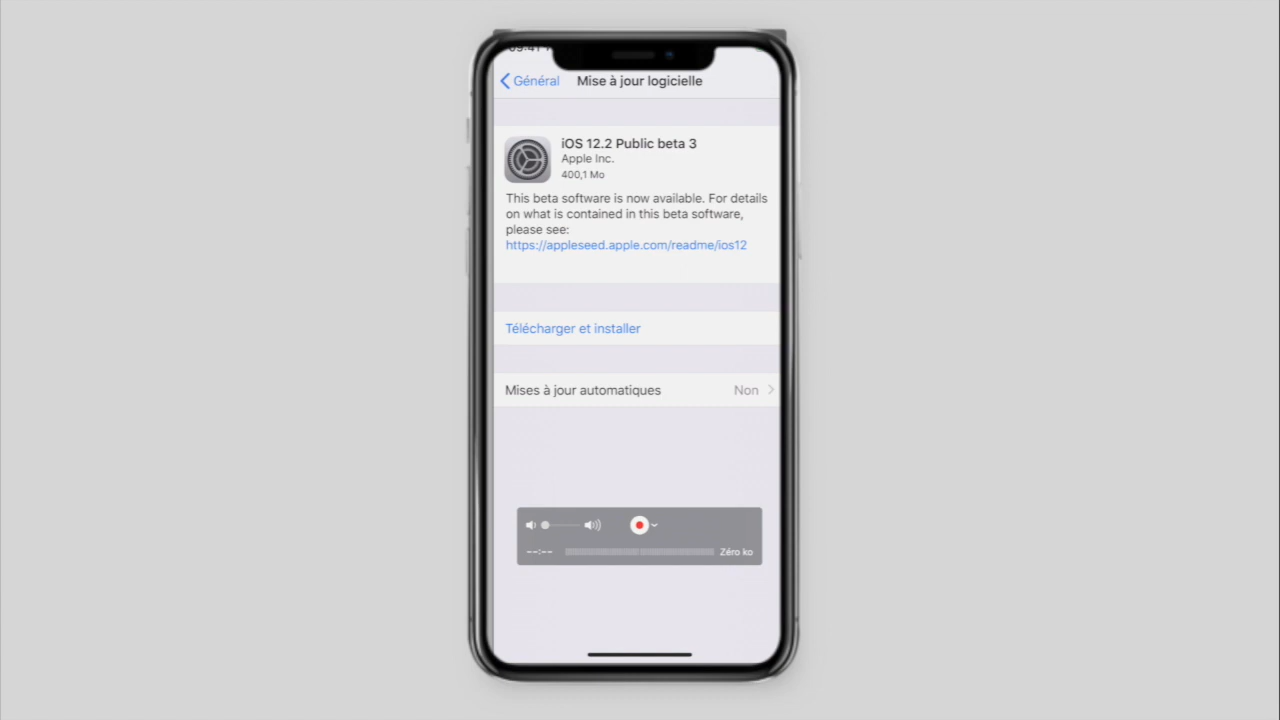 09:41
Général
Mise à jour logicielle
iOS 12.2 Public beta 3
Apple Inc.
400,1 Mo
This beta software is now available. For details
on what is contained in this beta software,
please see:
https://appleseed.apple.com/readme/ios12
Télécharger et installer
Mises à jour automatiques Non
--:--
Zéro ko